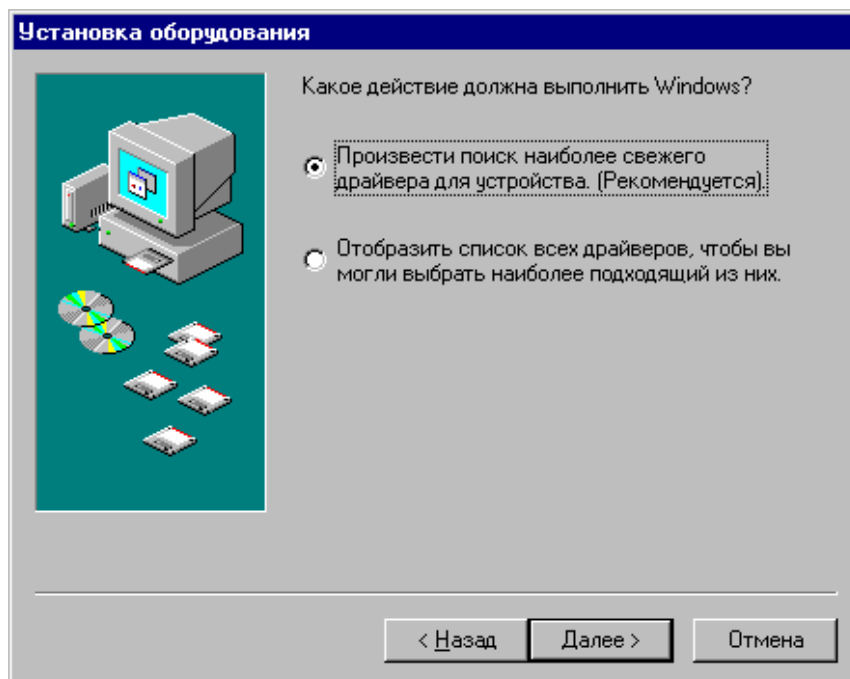 Установка оборудования
Какое действие должна выполнить Windows?
Произвести поиск наиболее свежего
драйвера для устройства. (Рекомендуется).
Отобразить список всех драйверов, чтобы вы
могли выбрать наиболее подходящий из них.
< Назад
Далее >
Отмена